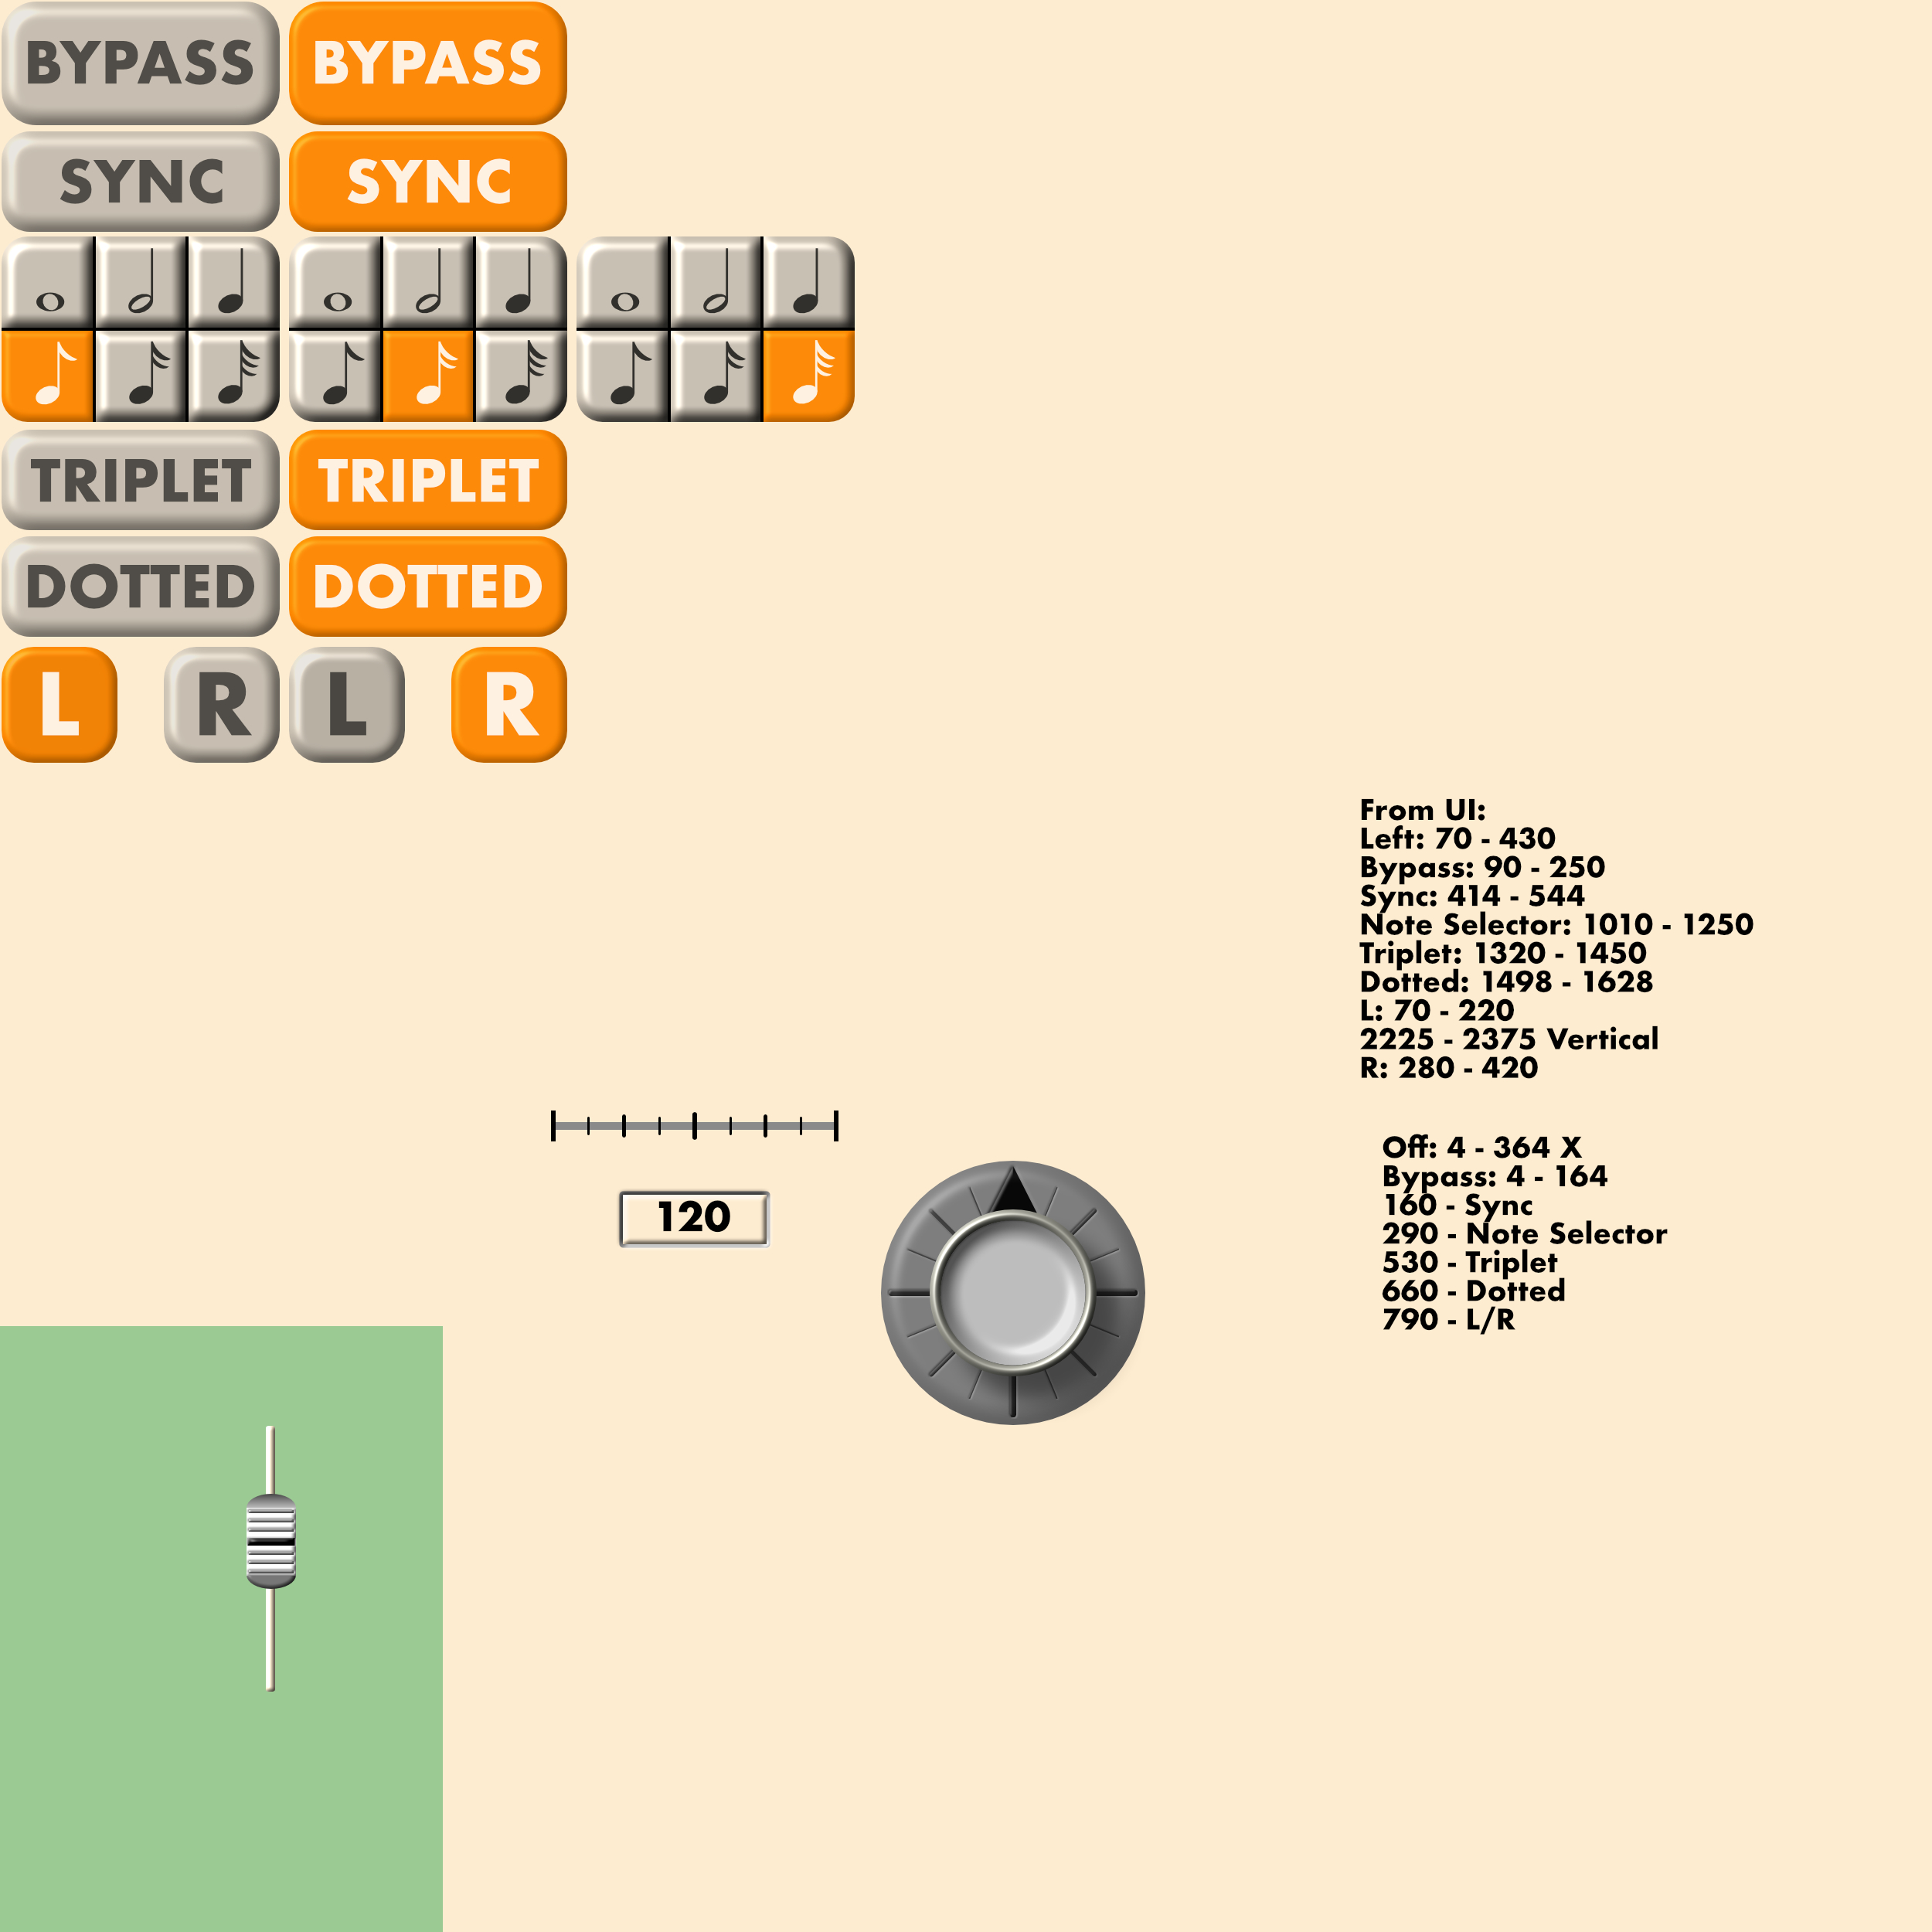 BYPASS BYPASS
SYNC SYNC
TRIPLET TRIPLET
DOTTED DOTTED
L R L R
From UI:
Left: 70 - 430
Bypass: 90 - 250
Sync: 414 - 544
Note Selector: 1010 - 1250
Triplet: 1320 - 1450
Dotted: 1498 - 1628
L: 70 - 220
2225 - 2375 Vertical
R: 280 - 420
Off: 4 - 364 X
Bypass: 4 - 164
160 - Sync
290 - Note Selector
530 - Triplet
660 - Dotted
790 - L/R
120